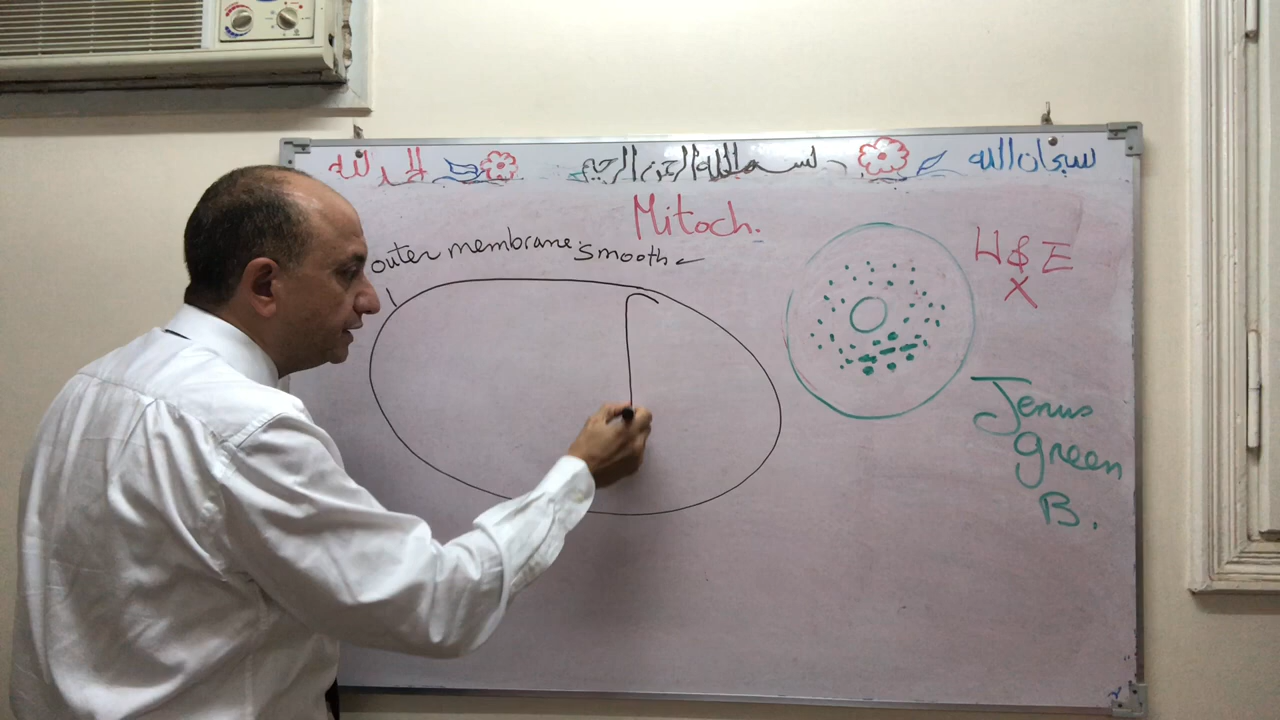 سبحان الله بسم الله الرحمن الرحيم الحمد لله
Mitoch.
outer membrane: smooth
H & E
X
Jenus
green
B.